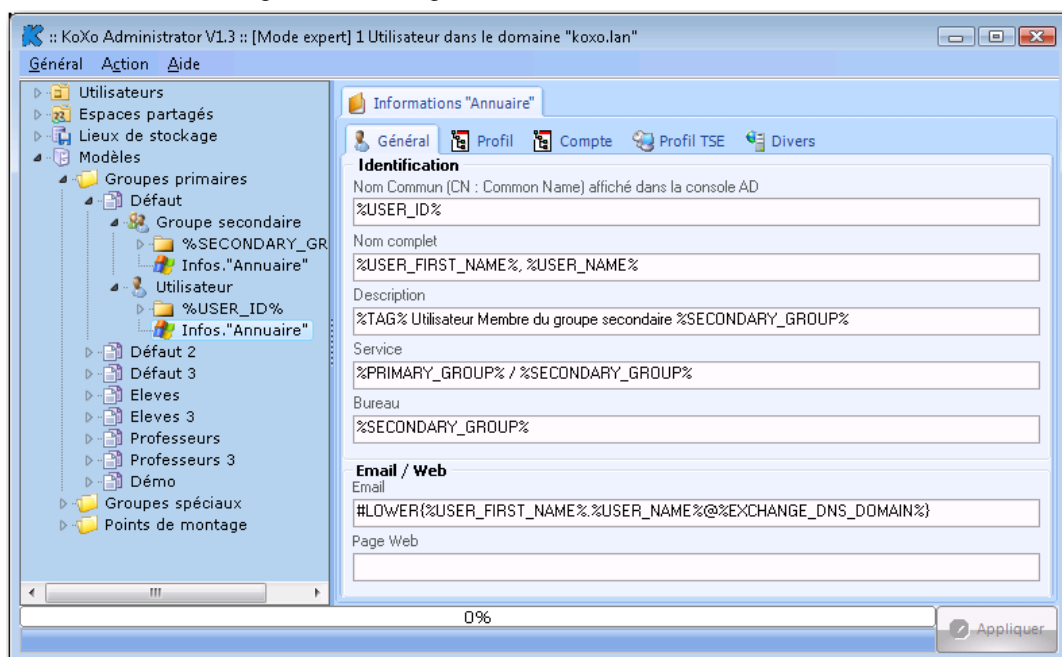 :: KoXo Administrator V1.3 :: [Mode expert] 1 Utilisateur dans le domaine "koxo.lan"
Général Action Aide
Utilisateurs
Espaces partagés
Lieux de stockage
Modèles
Groupes primaires
Défaut
Groupe secondaire
%SECONDARY_GR
Infos."Annuaire"
Utilisateur
%USER_ID%
Infos."Annuaire"
Défaut 2
Défaut 3
Eleves
Eleves 3
Professeurs
Professeurs 3
Démo
Groupes spéciaux
Points de montage
Informations "Annuaire"
Général Profil Compte Profil TSE Divers
Identification
Nom Commun (CN : Common Name) affiché dans la console AD
%USER_ID%
Nom complet
%USER_FIRST_NAME%, %USER_NAME%
Description
%TAG% Utilisateur Membre du groupe secondaire %SECONDARY_GROUP%
Service
%PRIMARY_GROUP% / %SECONDARY_GROUP%
Bureau
%SECONDARY_GROUP%
Email / Web
Email
#LOWER{%USER_FIRST_NAME%.%USER_NAME%@%EXCHANGE_DNS_DOMAIN%}
Page Web
0%
Appliquer